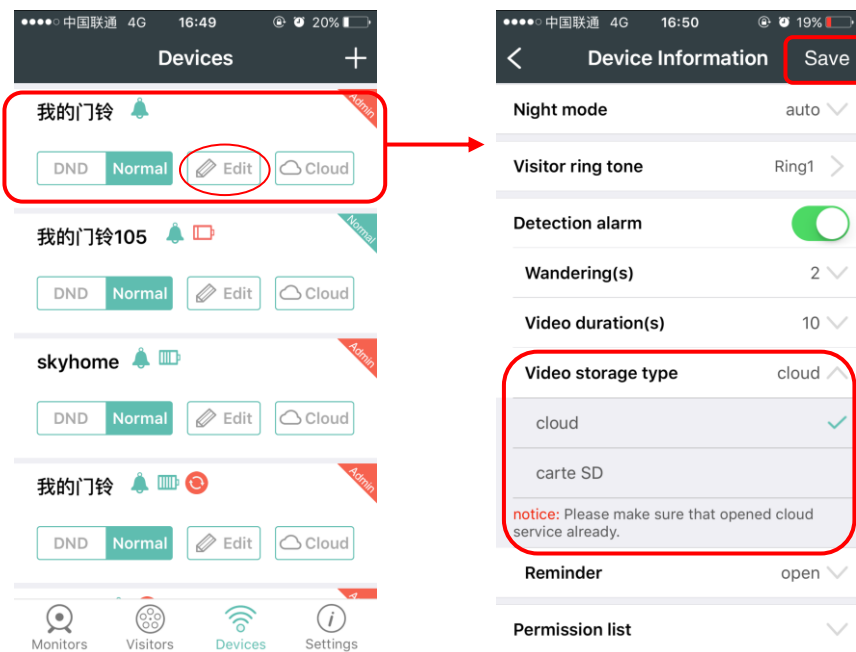 中国联通 4G 16:49 20%
Devices
我的门铃
Admin
DND Normal Edit Cloud
我的门铃105
Normal
DND Normal Edit Cloud
skyhome
Admin
DND Normal Edit Cloud
我的门铃
Admin
DND Normal Edit Cloud
Monitors Visitors Devices Settings
中国联通 4G 16:50 19%
Device Information Save
Night mode auto
Visitor ring tone Ring1
Detection alarm
Wandering(s) 2
Video duration(s) 10
Video storage type cloud
cloud
carte SD
notice: Please make sure that opened cloud
service already.
Reminder open
Permission list